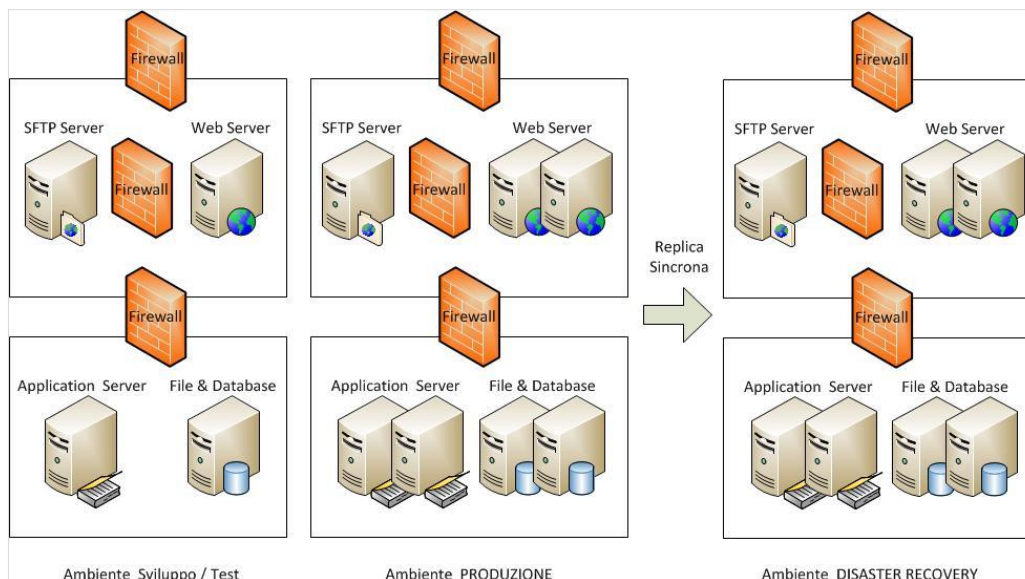 Firewall
Firewall
Firewall
SFTP Server
Web Server
SFTP Server
Web Server
SFTP Server
Web Server
Firewall
Firewall
Firewall
Replica
Sincrona
Firewall
Firewall
Firewall
Application Server
File & Database
Application Server
File & Database
Application Server
File & Database
Ambiente Sviluppo / Test
Ambiente PRODUZIONE
Ambiente DISASTER RECOVERY